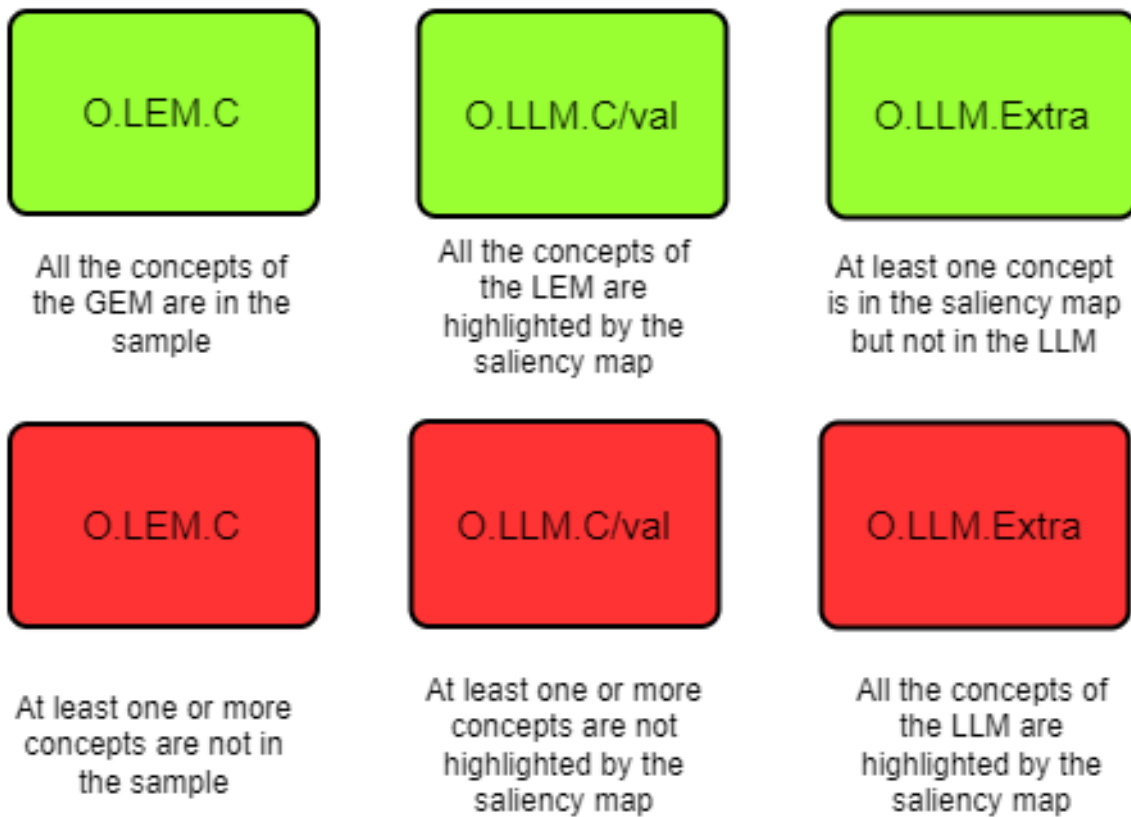 O.LEM.C
O.LLM.C/val
O.LLM.Extra
All the concepts of
the GEM are in the
sample
All the concepts of
the LEM are
highlighted by the
saliency map
At least one concept
is in the saliency map
but not in the LLM
O.LEM.C
O.LLM.C/val
O.LLM.Extra
At least one or more
concepts are not in
the sample
At least one or more
concepts are not
highlighted by the
saliency map
All the concepts of
the LLM are
highlighted by the
saliency map